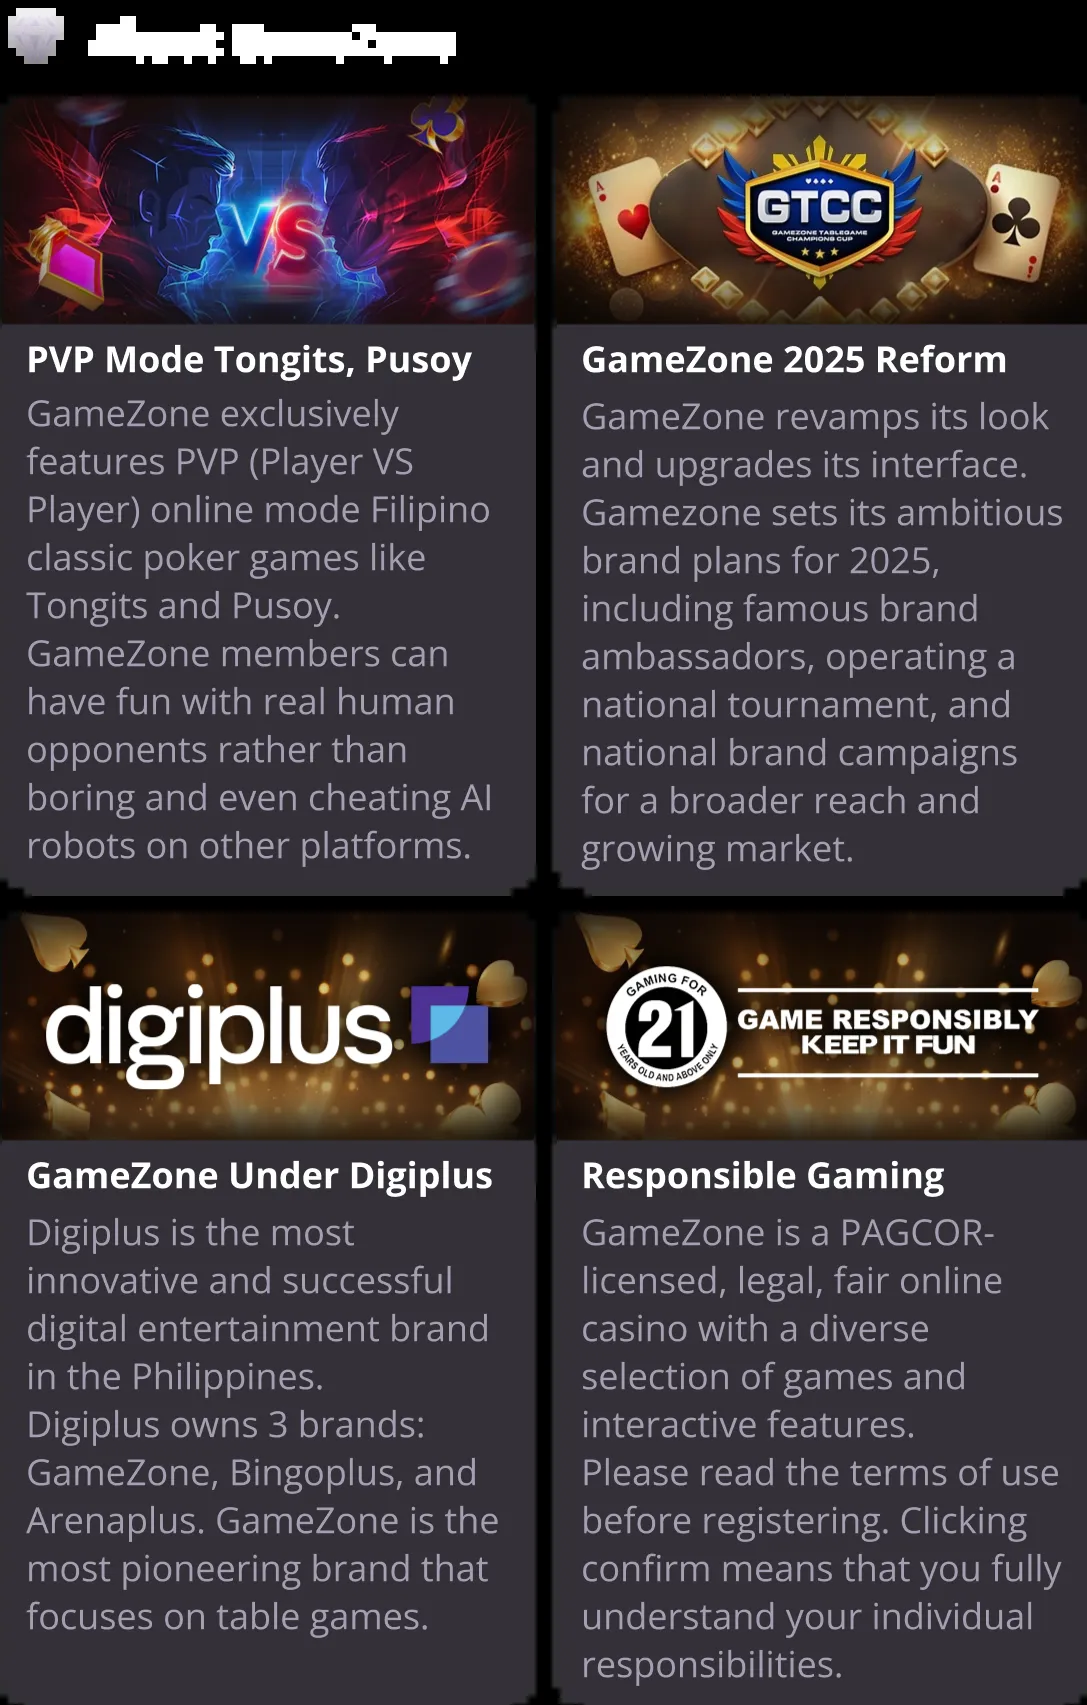 VS
PVP Mode Tongits, Pusoy
GameZone exclusively
features PVP (Player VS
Player) online mode Filipino
classic poker games like
Tongits and Pusoy.
GameZone members can
have fun with real human
opponents rather than
boring and even cheating AI
robots on other platforms.
A
A
GTCC
GAMEZONE TABLEGAME
CHAMPIONS CUP
GameZone 2025 Reform
GameZone revamps its look
and upgrades its interface.
Gamezone sets its ambitious
brand plans for 2025,
including famous brand
ambassadors, operating a
national tournament, and
national brand campaigns
for a broader reach and
growing market.
digiplus
GameZone Under Digiplus
Digiplus is the most
innovative and successful
digital entertainment brand
in the Philippines.
Digiplus owns 3 brands:
GameZone, Bingoplus, and
Arenaplus. GameZone is the
most pioneering brand that
focuses on table games.
GAMING FOR
21
YEARS OLD AND ABOVE ONLY
GAME RESPONSIBLY
KEEP IT FUN
Responsible Gaming
GameZone is a PAGCOR-
licensed, legal, fair online
casino with a diverse
selection of games and
interactive features.
Please read the terms of use
before registering. Clicking
confirm means that you fully
understand your individual
responsibilities.